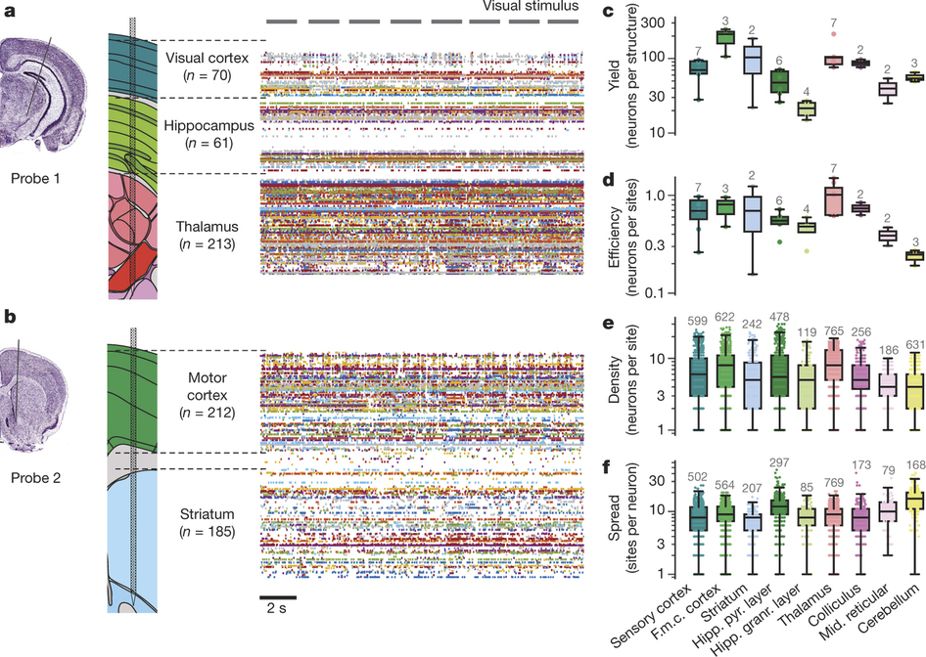 a
Visual stimulus
Visual cortex
(n = 70)
Hippocampus
(n = 61)
Thalamus
(n = 213)
Probe 1
b
Motor
cortex
(n = 212)
Striatum
(n = 185)
Probe 2
2 s
c
Yield
(neurons per structure)
300
100
30
10
7
3
2
6
4
7
2
2
3
d
Efficiency
(neurons per sites)
1.0
0.3
0.1
7
3
2
6
4
7
2
2
3
e
Density
(neurons per site)
10
3
1
599
622
242
478
119
765
256
186
631
f
Spread
(sites per neuron)
30
10
3
1
502
564
207
297
85
769
173
79
168
Sensory cortex
F.m.c. cortex
Striatum
Hipp. pyr. layer
Hipp. granr. layer
Thalamus
Colliculus
Mid. reticular
Cerebellum